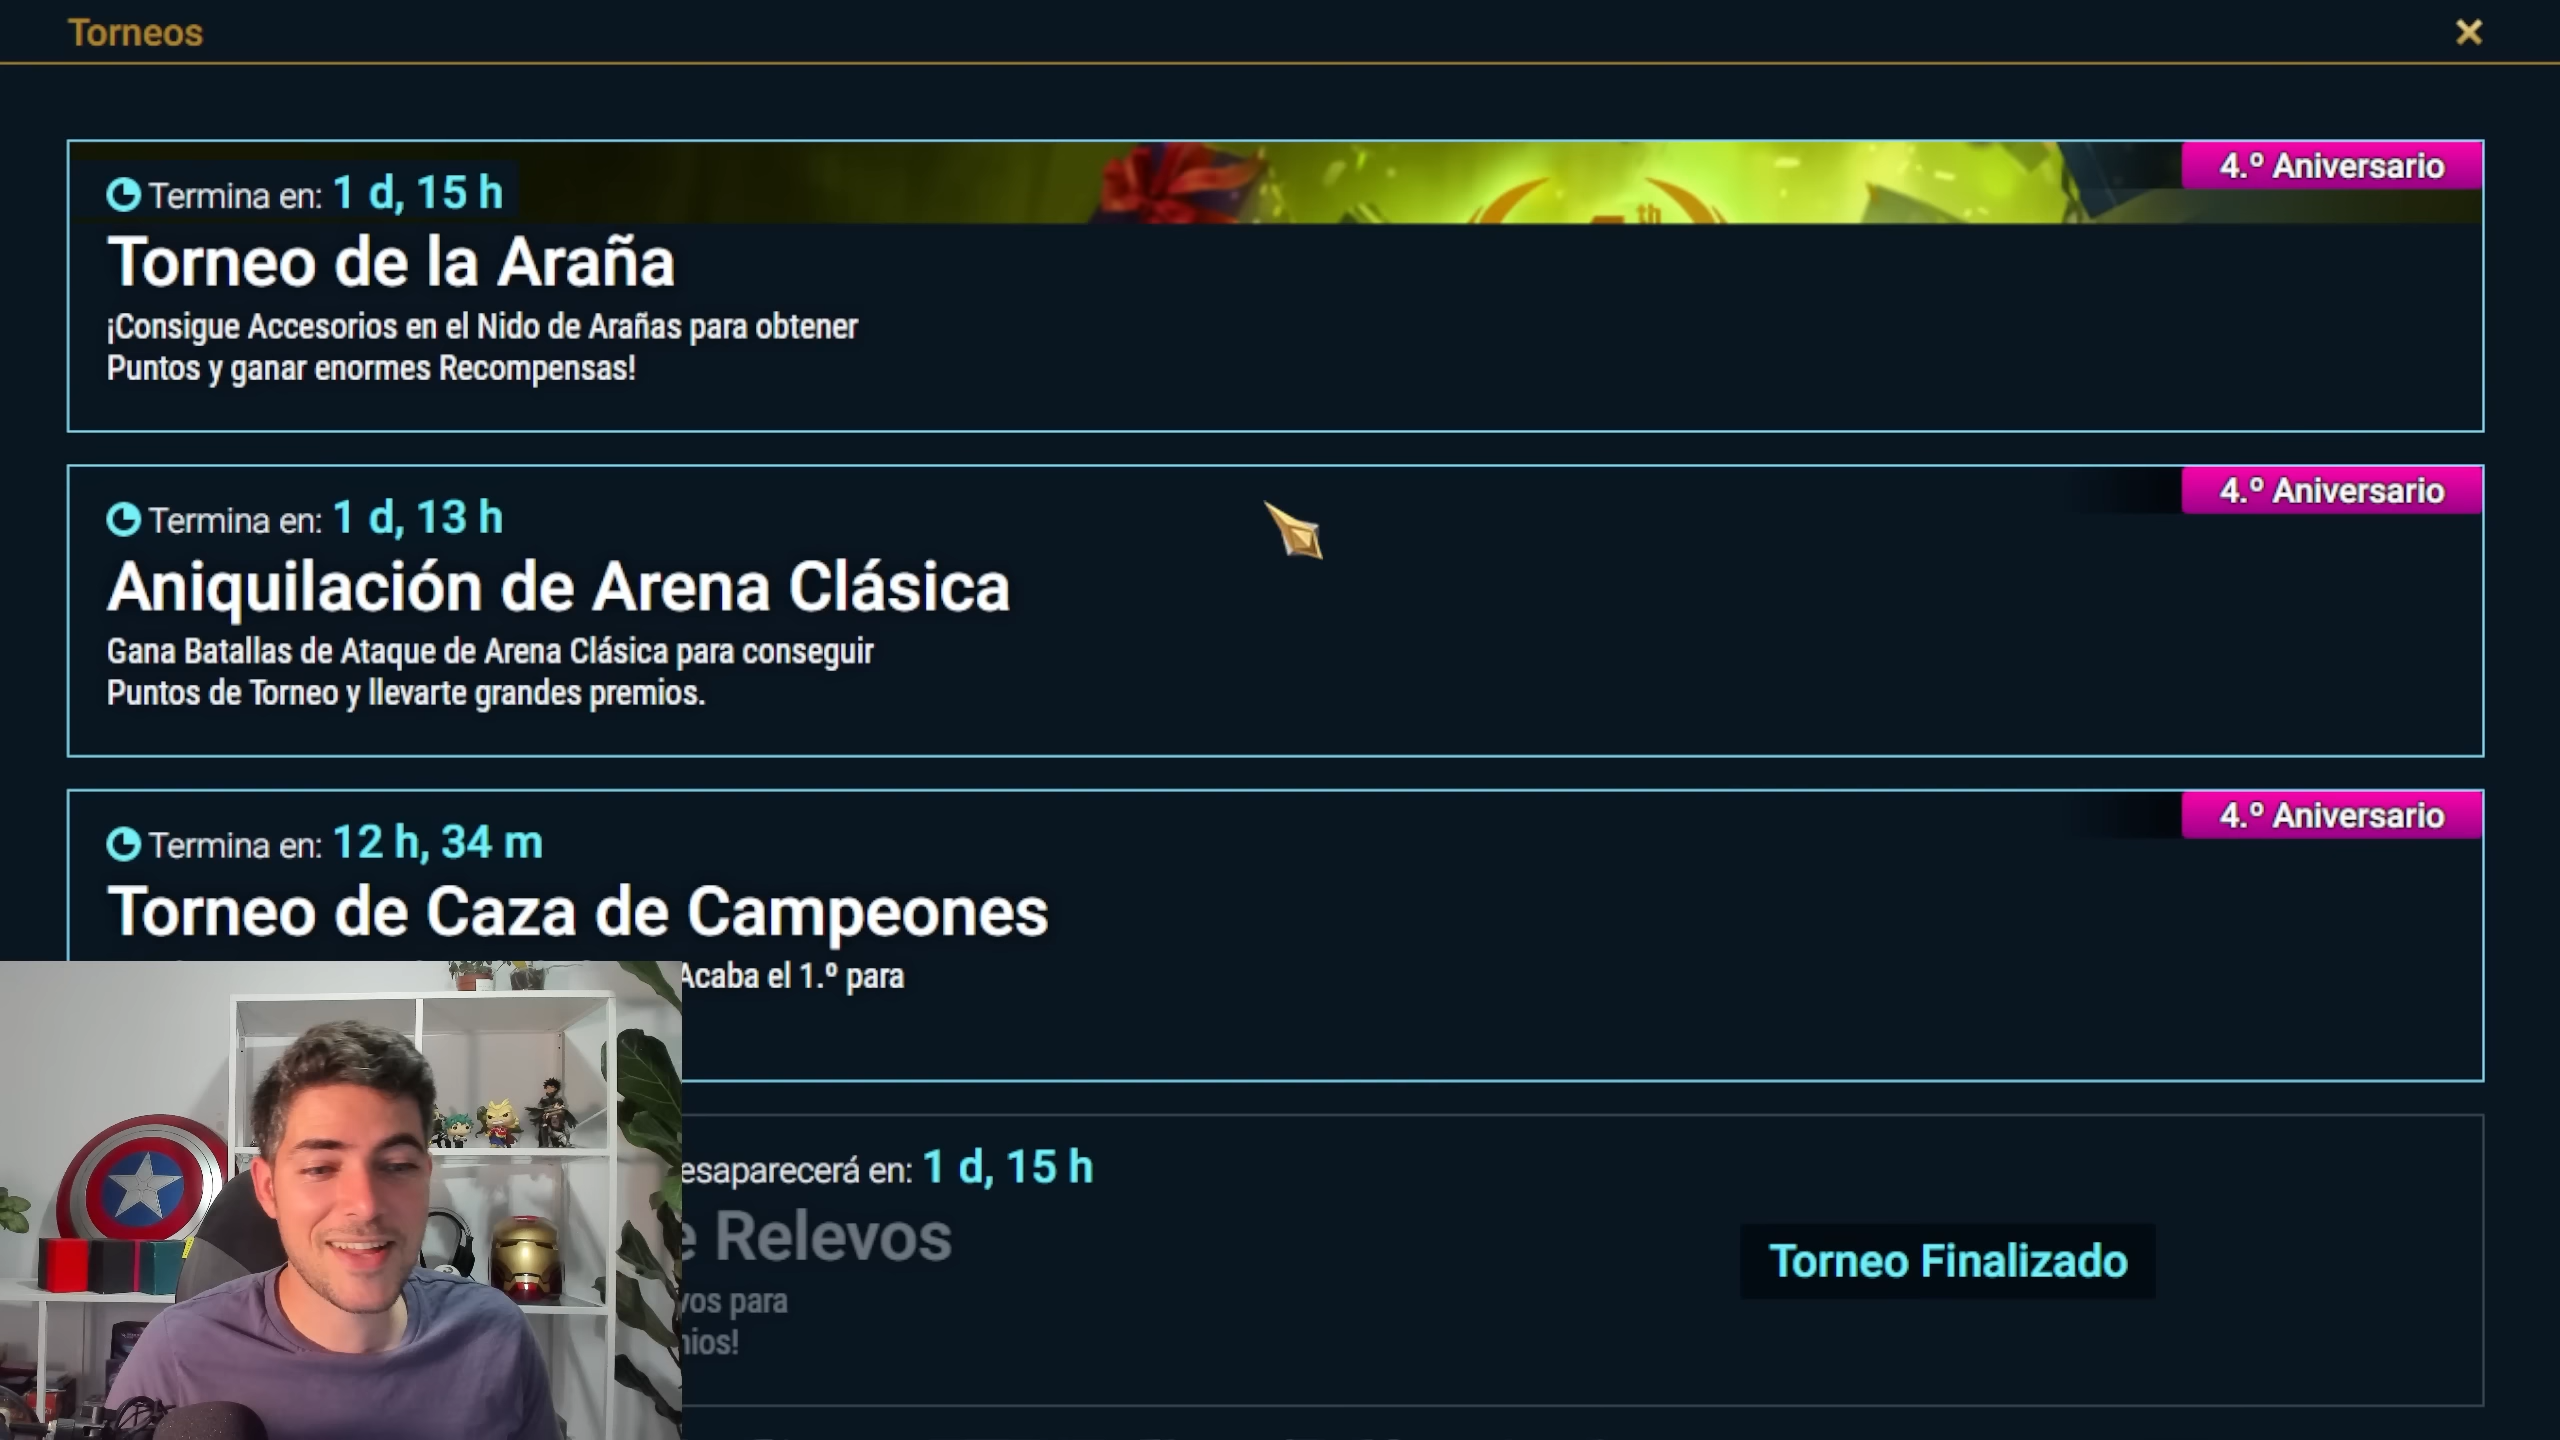 Torneos
4.º Aniversario
Termina en: 1 d, 15 h
Torneo de la Araña
¡Consigue Accesorios en el Nido de Arañas para obtener
Puntos y ganar enormes Recompensas!
4.º Aniversario
Termina en: 1 d, 13 h
Aniquilación de Arena Clásica
Gana Batallas de Ataque de Arena Clásica para conseguir
Puntos de Torneo y llevarte grandes premios.
4.º Aniversario
Termina en: 12 h, 34 m
Torneo de Caza de Campeones
Acaba el 1.º para
esaparecerá en: 1 d, 15 h
e Relevos
Torneo Finalizado
vos para
nios!